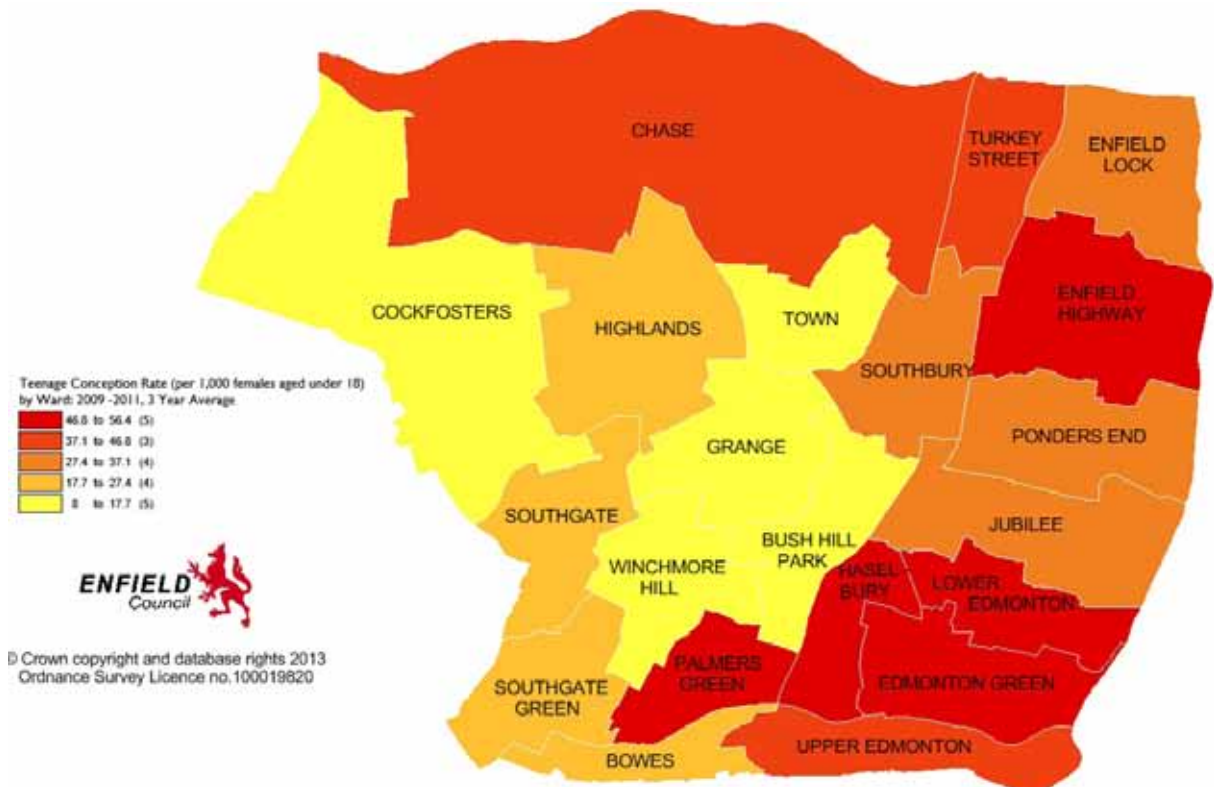 CHASE
TURKEY
STREET
ENFIELD
LOCK
ENFIELD
HIGHWAY
COCKFOSTERS
HIGHLANDS
TOWN
SOUTHBURY
PONDERS END
GRANGE
SOUTHGATE
JUBILEE
BUSH HILL
PARK
WINCHMORE
HILL
HASEL
BURY
LOWER
EDMONTON
PALMERS
GREEN
EDMONTON GREEN
SOUTHGATE
GREEN
UPPER EDMONTON
BOWES
Teenage Conception Rate (per 1,000 females aged under 18)
by Ward: 2009 -2011, 3 Year Average
46.8 to 56.4 (5)
37.1 to 46.8 (3)
27.4 to 37.1 (4)
17.7 to 27.4 (4)
8 to 17.7 (5)
ENFIELD
Council
© Crown copyright and database rights 2013
Ordnance Survey Licence no.100019820